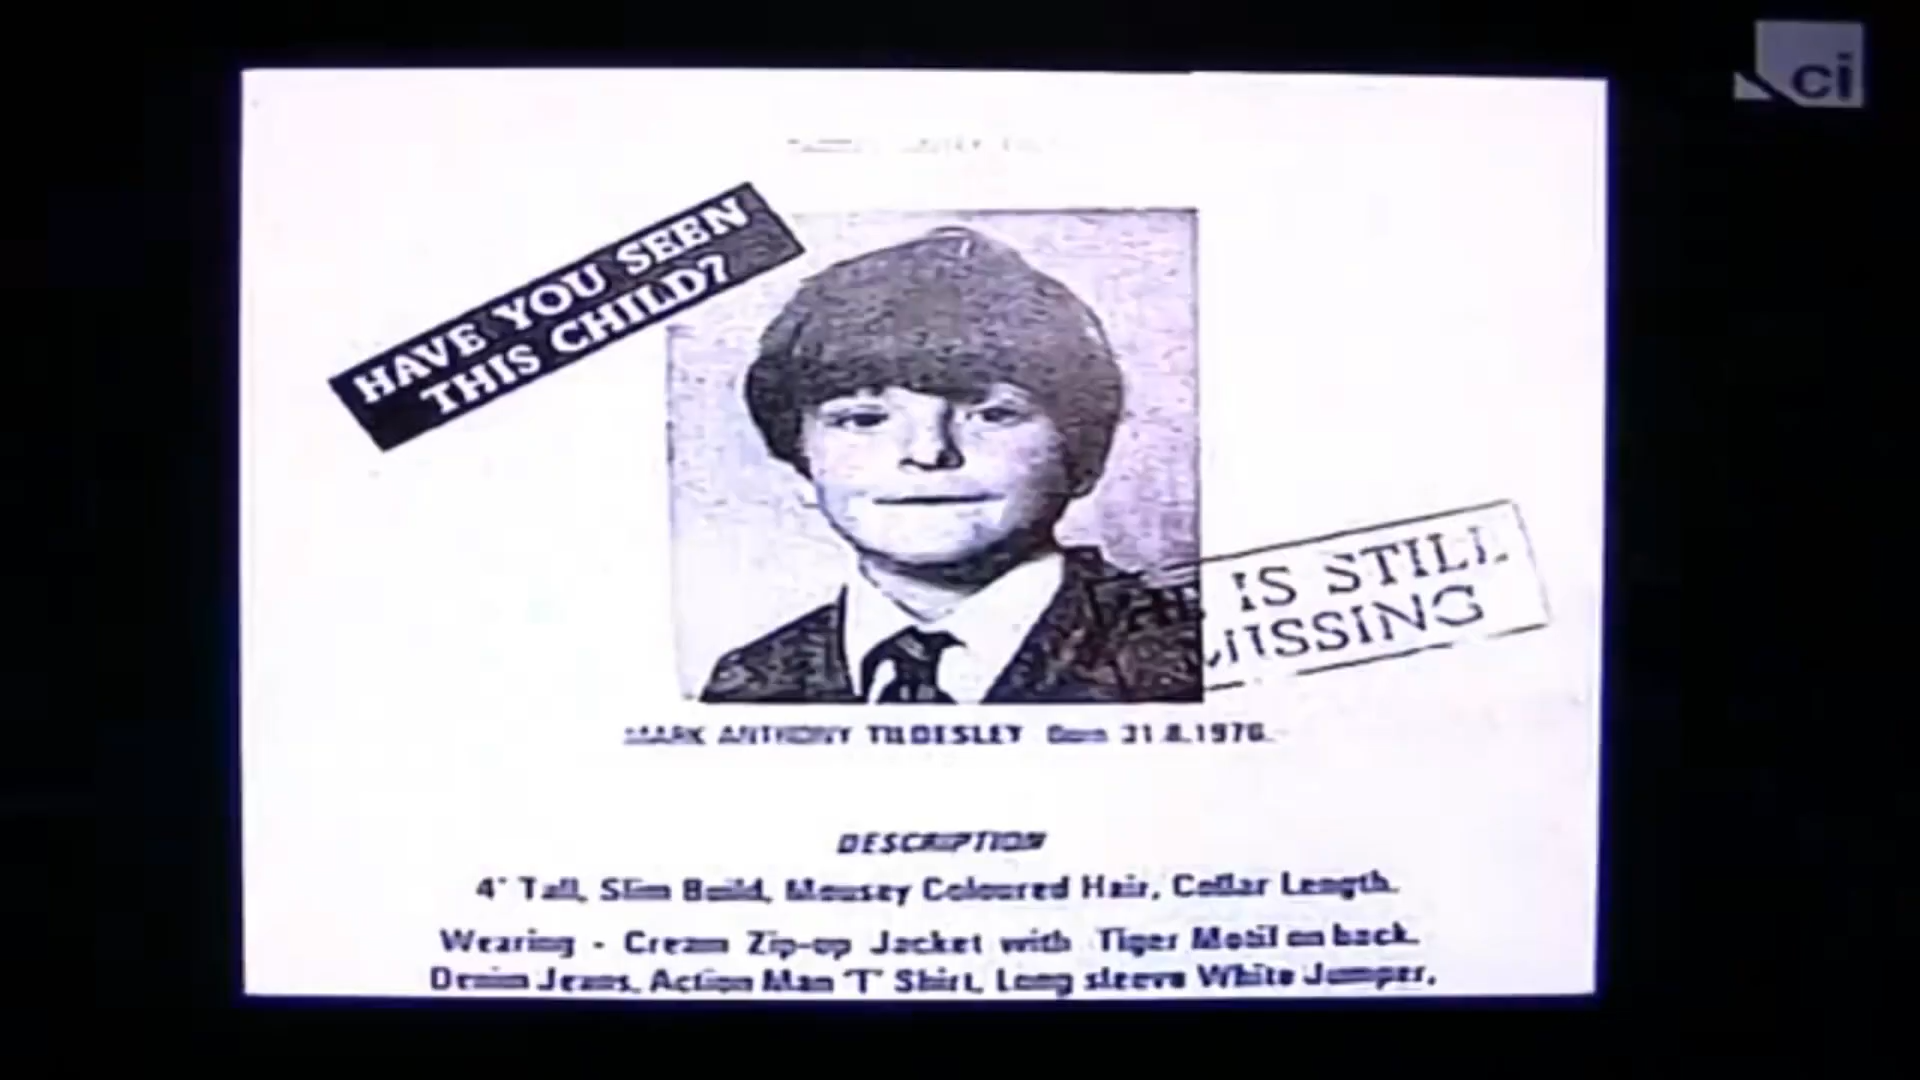 ci
HAVE YOU SEEN
THIS CHILD?
IS STILL
MISSING
MARK ANTHONY TILDESLEY Born 31.8.1976.
DESCRIPTION
4' Tall, Slim Build, Mousey Coloured Hair, Collar Length.
Wearing - Cream Zip-up Jacket with Tiger Motif on back.
Denim Jeans, Action Man 'T' Shirt, Long sleeve White Jumper,